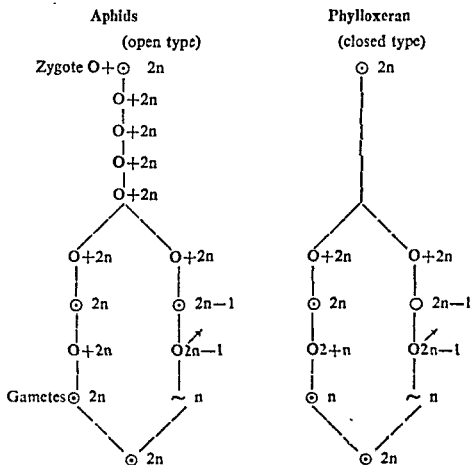 Aphids Phylloxeran
(open type) (closed type)
Zygote O+⊙ 2n ⊙ 2n
O+2n
O+2n
O+2n
O+2n
O+2n O+2n O+2n O+2n
⊙ 2n ⊙ 2n−1 ⊙ 2n O 2n−1
O+2n O2n−1 O2+n O2n−1
Gametes ⊙ 2n ~ n ⊙ n ~ n
⊙ 2n ⊙ 2n